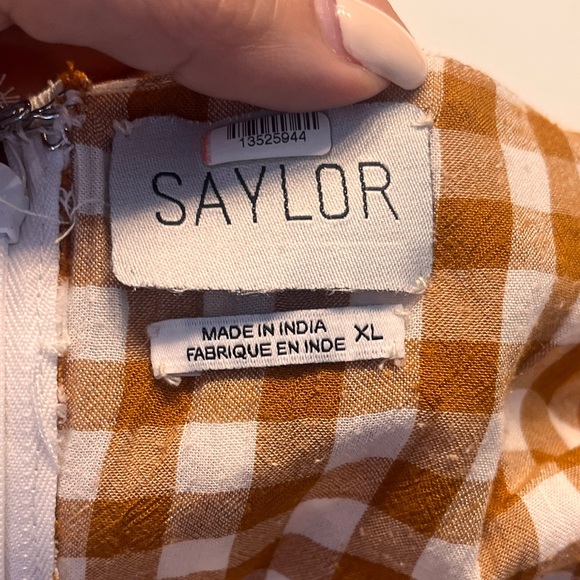 13525944
SAYLOR
MADE IN INDIA XL
FABRIQUE EN INDE